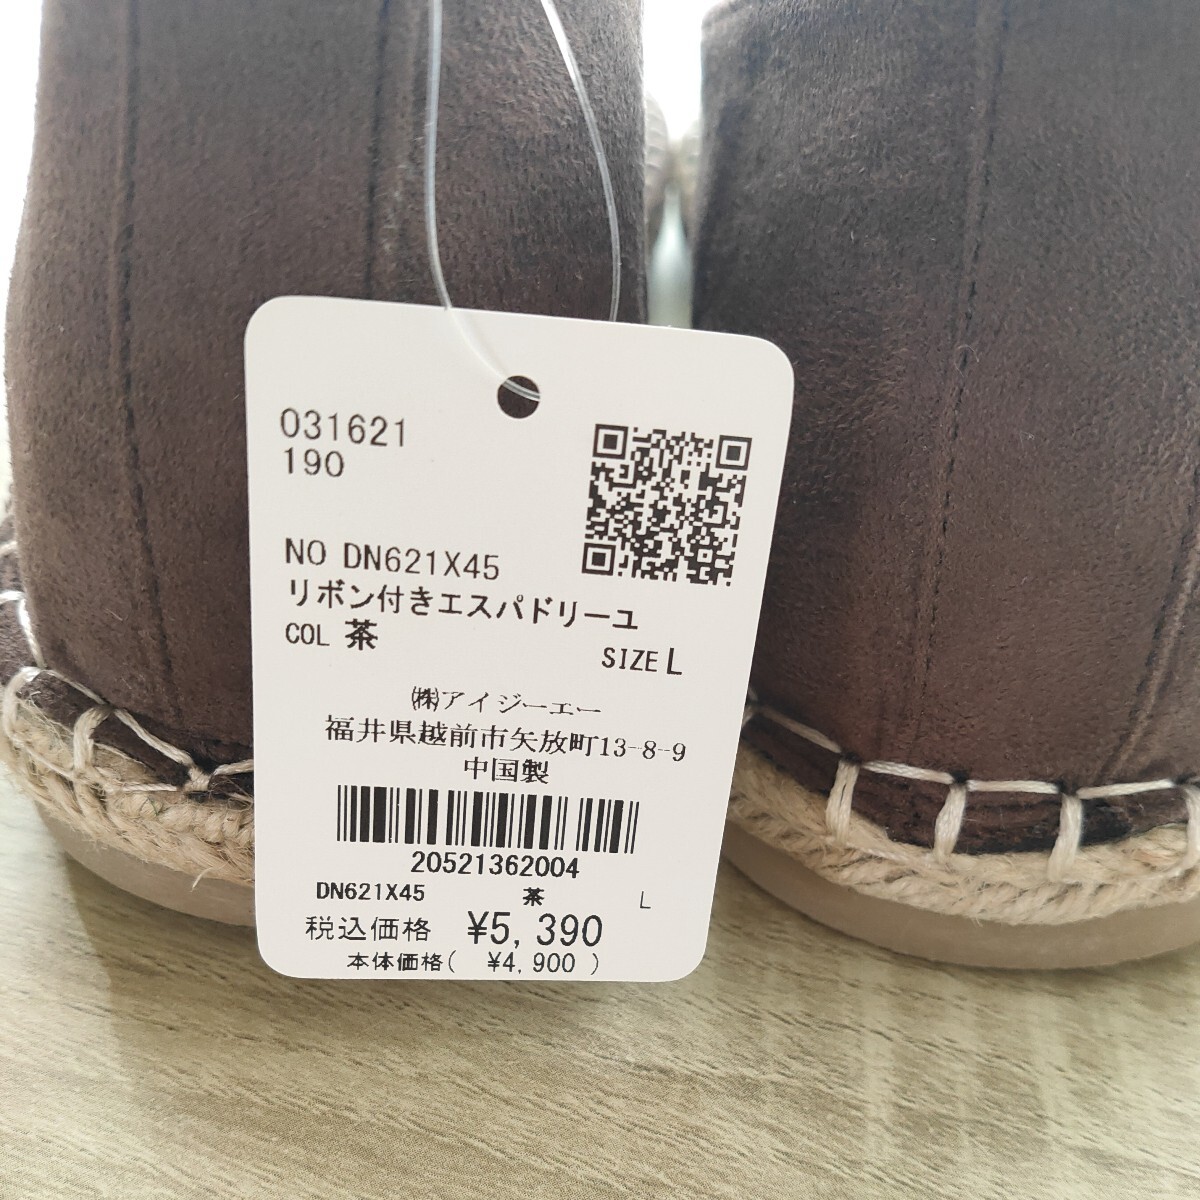 031621
190
NO DN621X45
リボン付きエスパドリーユ
COL 茶 SIZE L
㈱アイジーエー
福井県越前市矢放町13-8-9
中国製
20521362004
DN621X45 茶 L
税込価格 ¥5,390
本体価格( ¥4,900 )